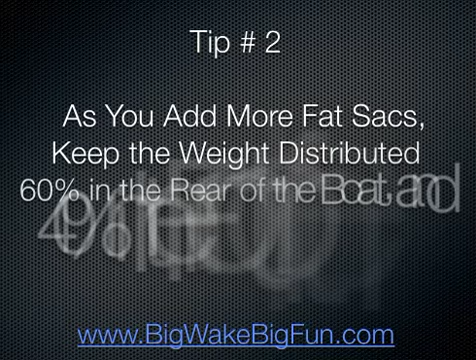 Tip # 2
As You Add More Fat Sacs,
Keep the Weight Distributed
60% in the Rear of the Boat and
www.BigWakeBigFun.com